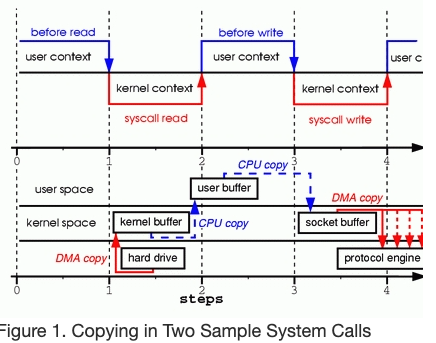 before read
before write
user context
user context
user c
kernel context
kernel context
syscall read
syscall write
0
1
2
3
4
CPU copy
user space
user buffer
DMA copy
kernel space
kernel buffer
CPU copy
socket buffer
DMA copy
hard drive
protocol engine
0
1
2
3
4
steps
Figure 1. Copying in Two Sample System Calls